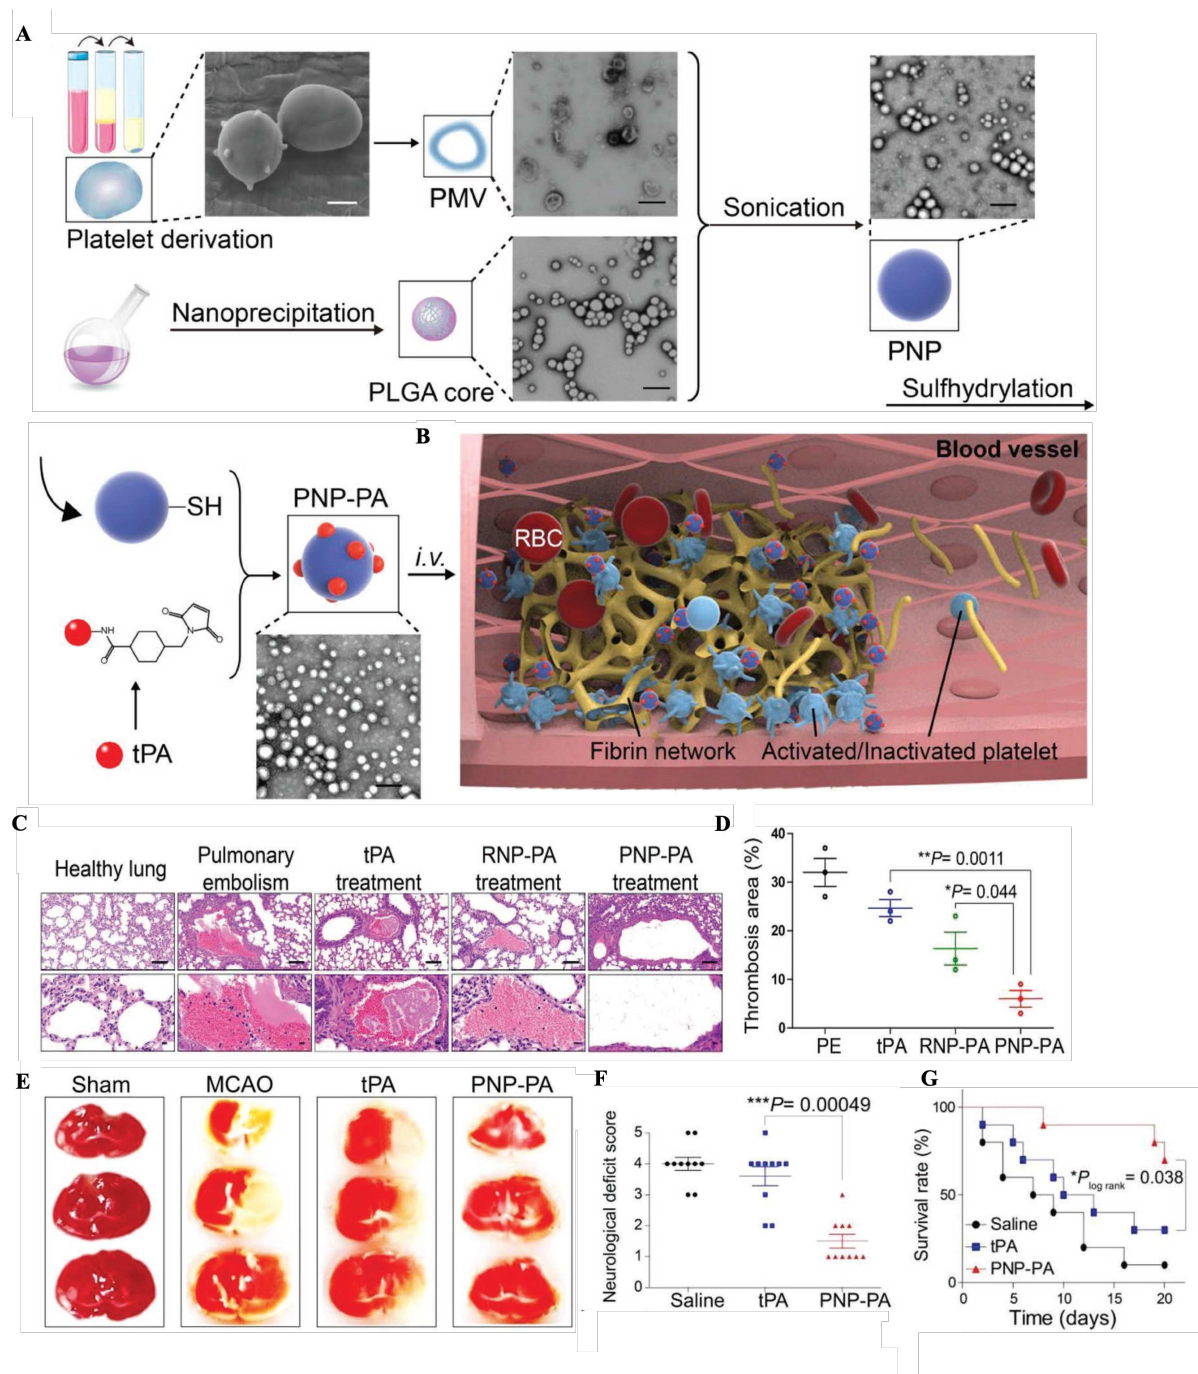 A
Platelet derivation
PMV
Sonication
Nanoprecipitation
PLGA core
PNP
Sulfhydrylation
SH
NH
O
N
O
O
tPA
PNP-PA
i.v.
B
Blood vessel
RBC
Fibrin network
Activated/Inactivated platelet
C
Healthy lung
Pulmonary
embolism
tPA
treatment
RNP-PA
treatment
PNP-PA
treatment
D
Thrombosis area (%)
40
30
20
10
0
**P= 0.0011
*P= 0.044
PE
tPA
RNP-PA
PNP-PA
E
Sham
MCAO
tPA
PNP-PA
F
Neurological deficit score
***P= 0.00049
5
4
3
2
1
0
Saline
tPA
PNP-PA
G
Survival rate (%)
100
50
0
*Plog rank= 0.038
Saline
tPA
PNP-PA
0
5
10
15
20
Time (days)